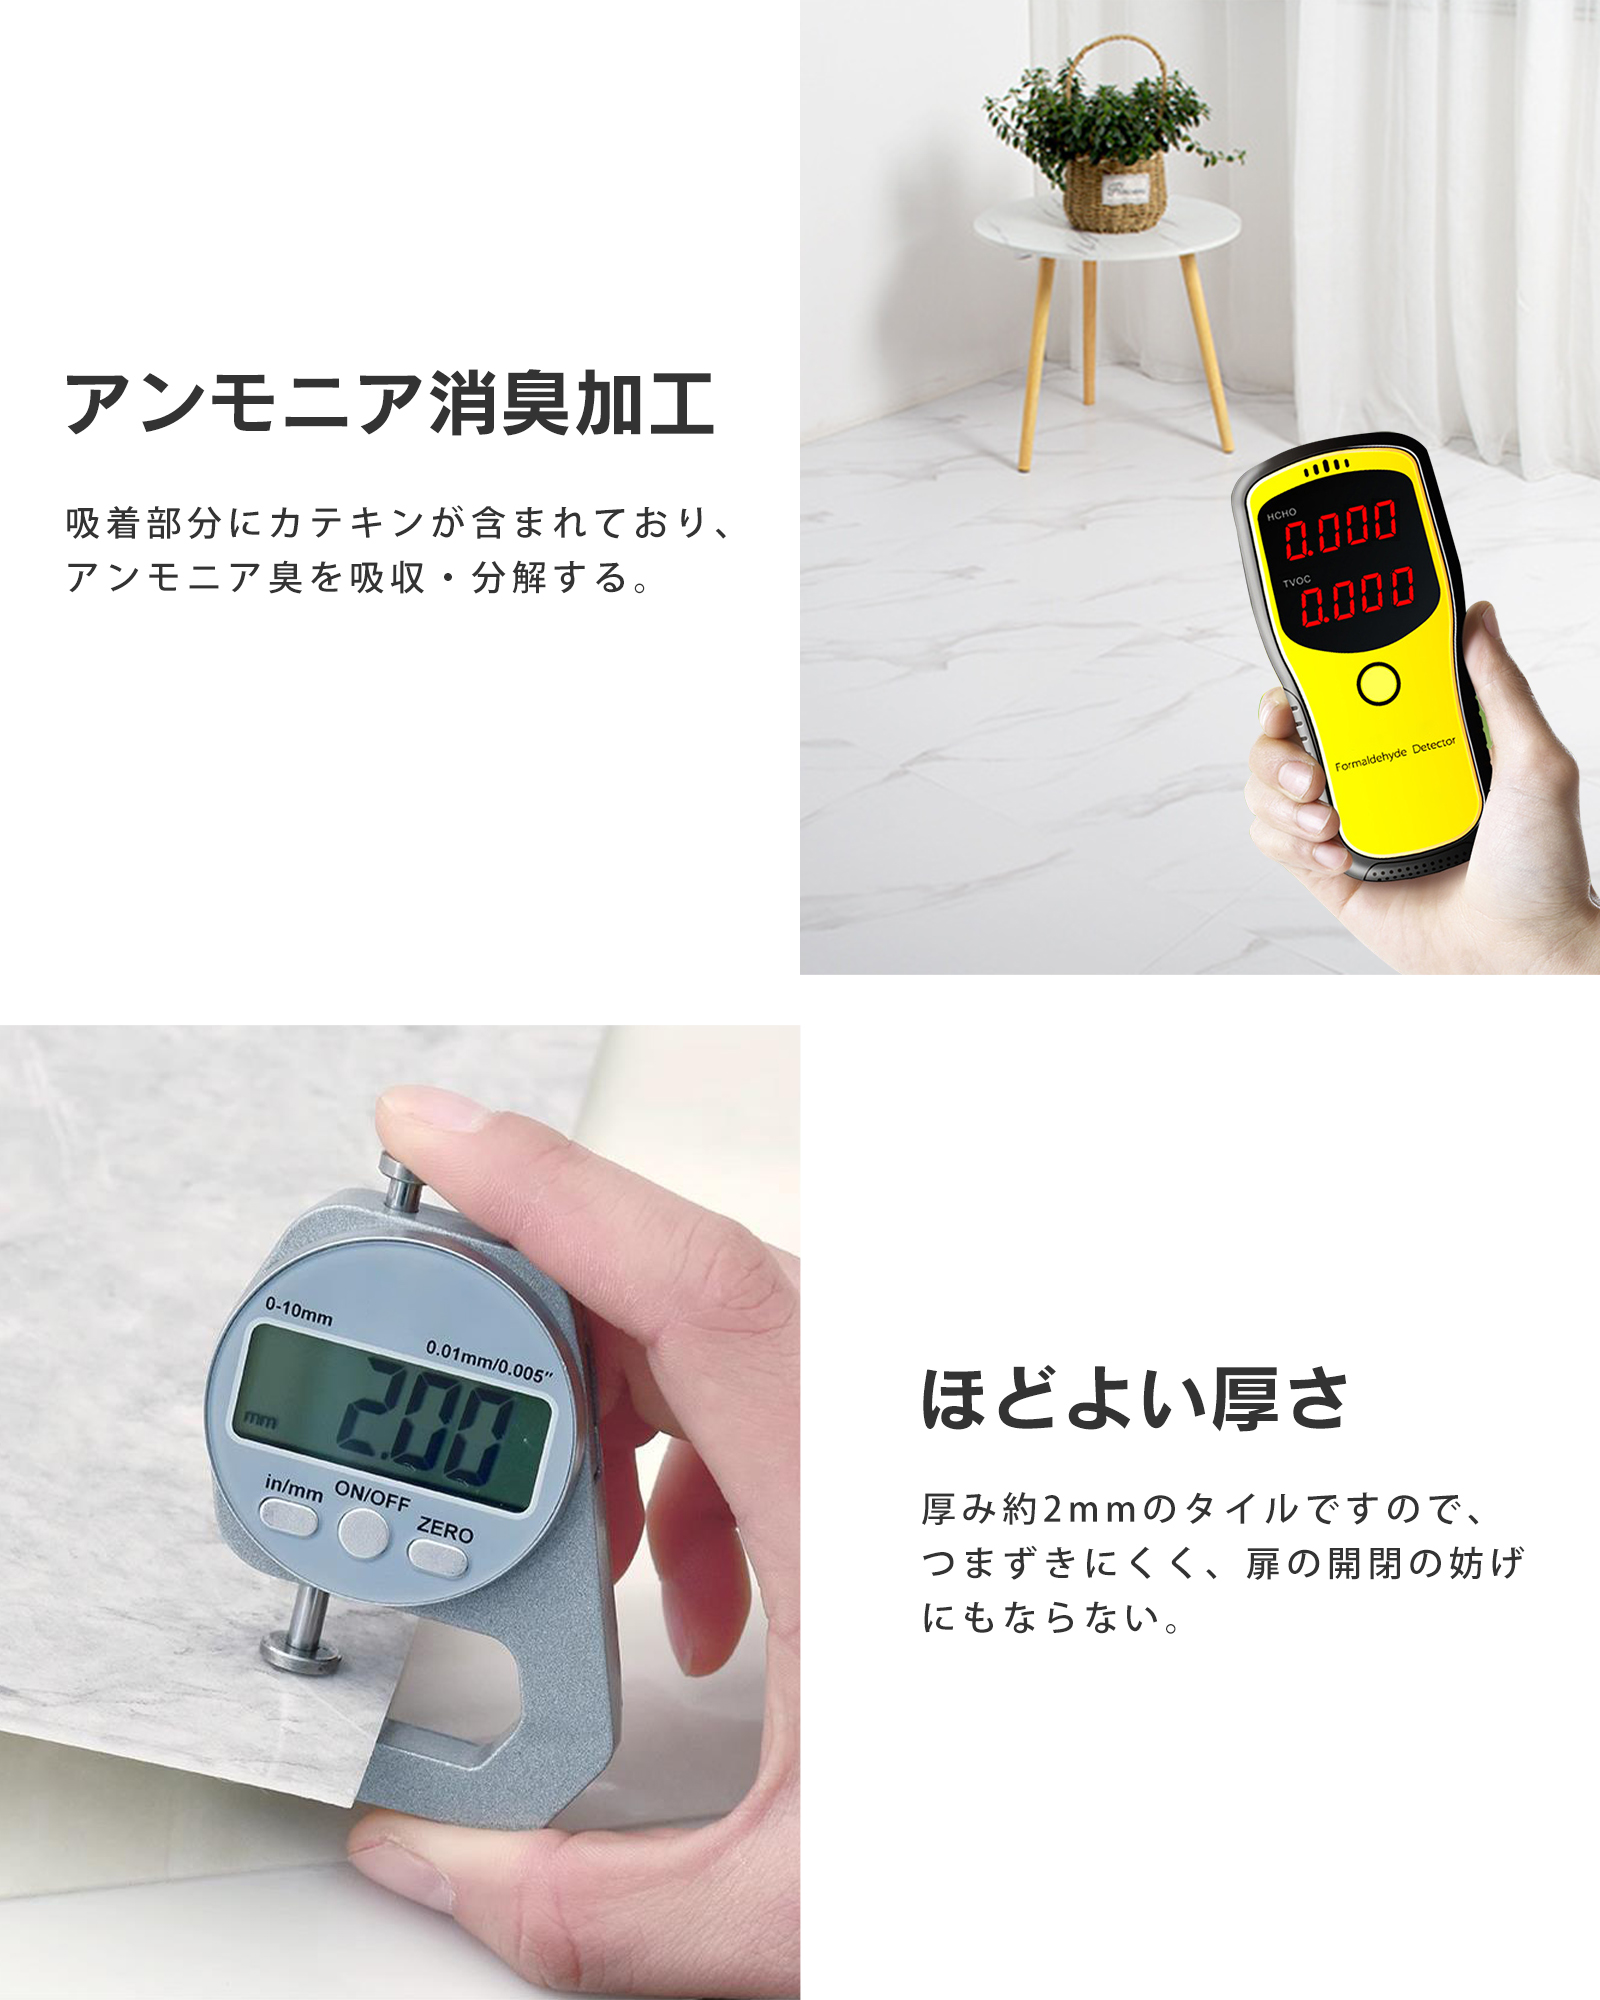 アンモニア消臭加工
吸着部分にカテキンが含まれており、
アンモニア臭を吸収・分解する。
Flowers
HCHO
0.000
TVOC
0.000
Formaldehyde Detector
0-10mm
0.01mm/0.005"
2.00
mm
in/mm
ON/OFF
ZERO
ほどよい厚さ
厚み約2mmのタイルですので、
つまずきにくく、扉の開閉の妨げ
にもならない。